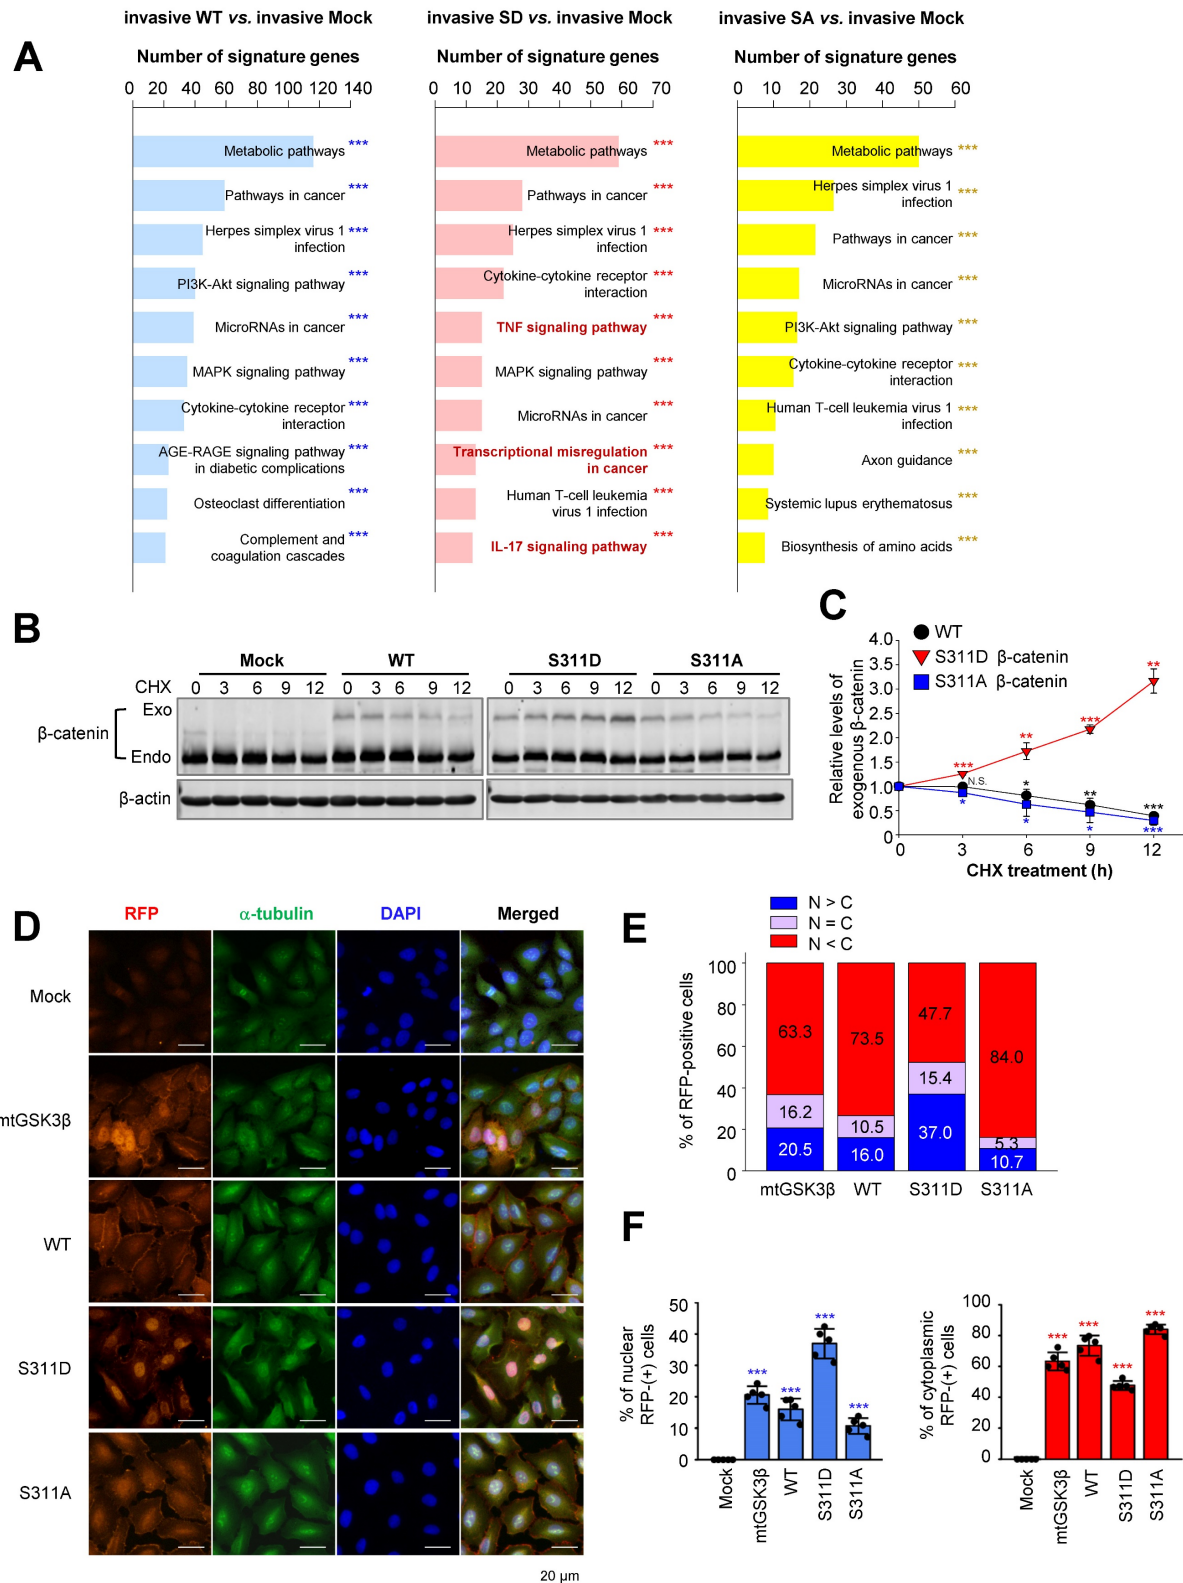 invasive WT vs. invasive Mock
invasive SD vs. invasive Mock
invasive SA vs. invasive Mock
A
Number of signature genes
0 20 40 60 80 100 120 140
Metabolic pathways ***
Pathways in cancer ***
Herpes simplex virus 1 ***
infection
PI3K-Akt signaling pathway ***
MicroRNAs in cancer ***
MAPK signaling pathway ***
Cytokine-cytokine receptor ***
interaction
AGE-RAGE signaling pathway ***
in diabetic complications
Osteoclast differentiation ***
Complement and ***
coagulation cascades
Number of signature genes
0 10 20 30 40 50 60 70
Metabolic pathways ***
Pathways in cancer ***
Herpes simplex virus 1 ***
infection
Cytokine-cytokine receptor ***
interaction
TNF signaling pathway ***
MAPK signaling pathway ***
MicroRNAs in cancer ***
Transcriptional misregulation ***
in cancer
Human T-cell leukemia ***
virus 1 infection
IL-17 signaling pathway ***
Number of signature genes
0 10 20 30 40 50 60
Metabolic pathways ***
Herpes simplex virus 1 ***
infection
Pathways in cancer ***
MicroRNAs in cancer ***
PI3K-Akt signaling pathway ***
Cytokine-cytokine receptor ***
interaction
Human T-cell leukemia virus 1 ***
infection
Axon guidance ***
Systemic lupus erythematosus ***
Biosynthesis of amino acids ***
B
Mock WT S311D S311A
CHX 0 3 6 9 12 0 3 6 9 12 0 3 6 9 12 0 3 6 9 12
Exo
β-catenin
Endo
β-actin
C
WT
S311D β-catenin
S311A β-catenin
Relative levels of
exogenous β-catenin
4.0
3.5
3.0
2.5
2.0
1.5
1.0
0.5
0
*** ** *** **
N.S. * ** ***
* * * ***
0 3 6 9 12
CHX treatment (h)
D
RFP α-tubulin DAPI Merged
Mock
mtGSK3β
WT
S311D
S311A
20 μm
E
N > C
N = C
N < C
% of RFP-positive cells
100
80
60
40
20
0
63.3 73.5 47.7 84.0
16.2 10.5 15.4 5.3
20.5 16.0 37.0 10.7
mtGSK3β WT S311D S311A
F
% of nuclear
RFP-(+) cells
50
40
30
20
10
0
*** *** *** ***
Mock
mtGSK3β
WT
S311D
S311A
% of cytoplasmic
RFP-(+) cells
100
80
60
40
20
0
*** *** *** ***
Mock
mtGSK3β
WT
S311D
S311A